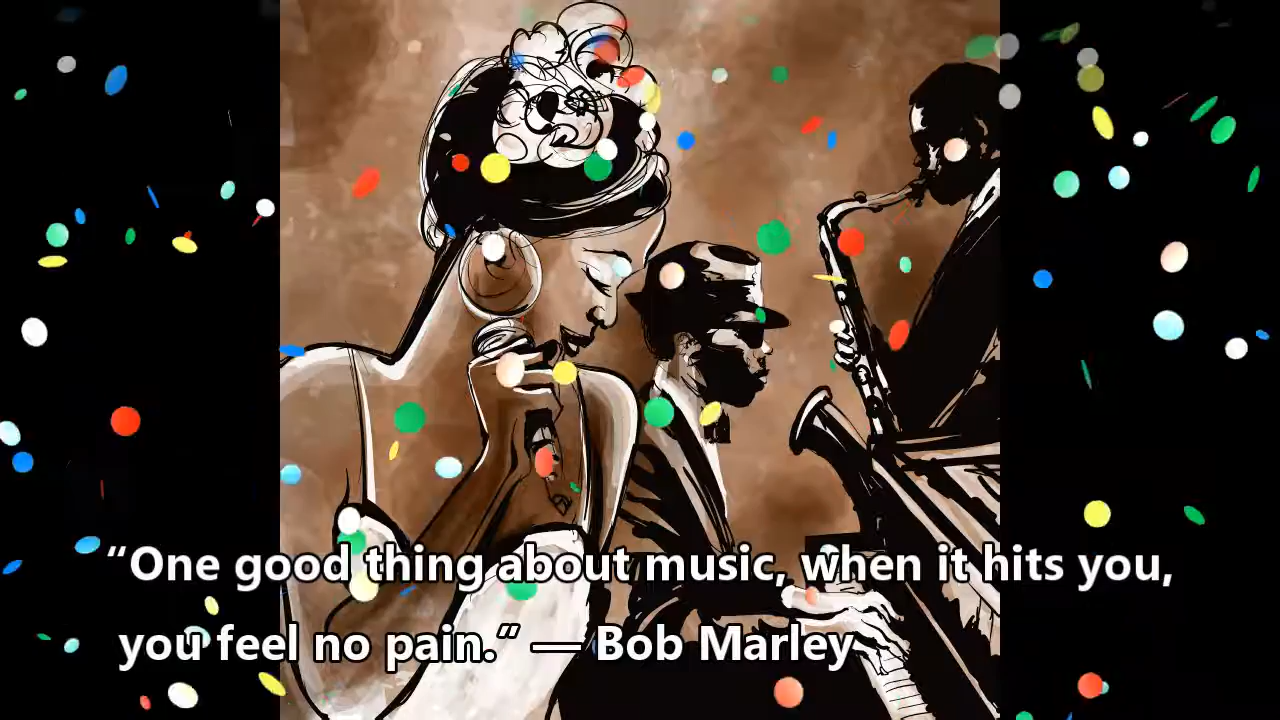 “One good thing about music, when it hits you,
you feel no pain.” — Bob Marley